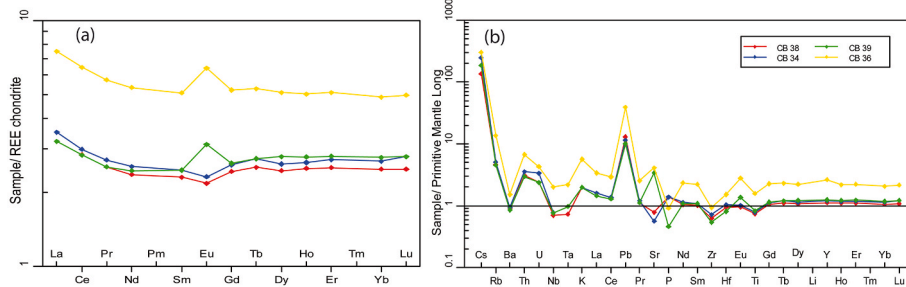 (a)
Sample/ REE chondrite
10
1
La Pr Pm Eu Tb Ho Tm Lu
Ce Nd Sm Gd Dy Er Yb
(b)
Sample/ Primitive Mantle Long
1000
100
10
1
0.1
CB 38 CB 39
CB 34 CB 36
Cs Ba U Ta La Pb Sr Nd Zr Eu Gd Dy Y Er Yb
Rb Th Nb K Ce Pr P Sm Hf Ti Tb Li Ho Tm Lu